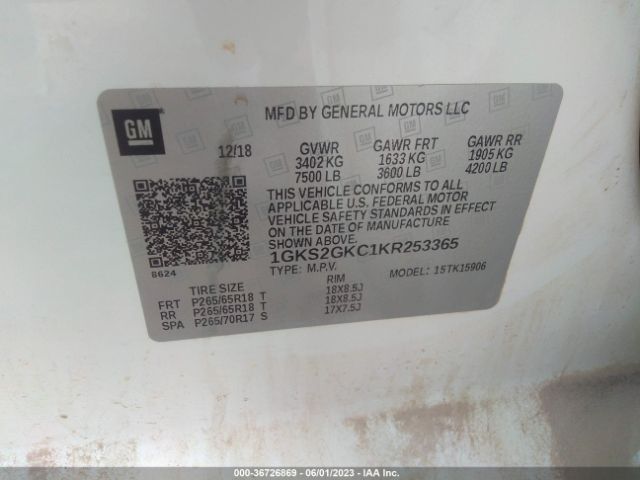 GM
MFD BY GENERAL MOTORS LLC
12/18 GVWR GAWR FRT GAWR RR
3402 KG 1633 KG 1905 KG
7500 LB 3600 LB 4200 LB
THIS VEHICLE CONFORMS TO ALL
APPLICABLE U.S. FEDERAL MOTOR
VEHICLE SAFETY STANDARDS IN EFFECT
ON THE DATE OF MANUFACTURE
SHOWN ABOVE.
1GKS2GKC1KR253365
8624 TYPE: M.P.V. MODEL: 15TK15906
TIRE SIZE RIM
FRT P265/65R18 T 18X8.5J
RR P265/65R18 T 18X8.5J
SPA P265/70R17 S 17X7.5J
000-36726869 - 06/01/2023 - IAA Inc.